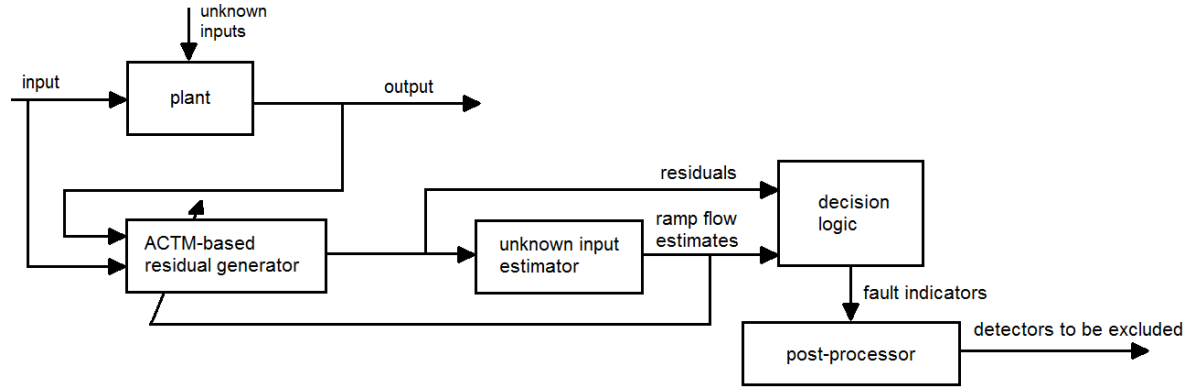 unknown
inputs
input
plant
output
residuals
decision
logic
ramp flow
estimates
ACTM-based
residual generator
unknown input
estimator
fault indicators
detectors to be excluded
post-processor